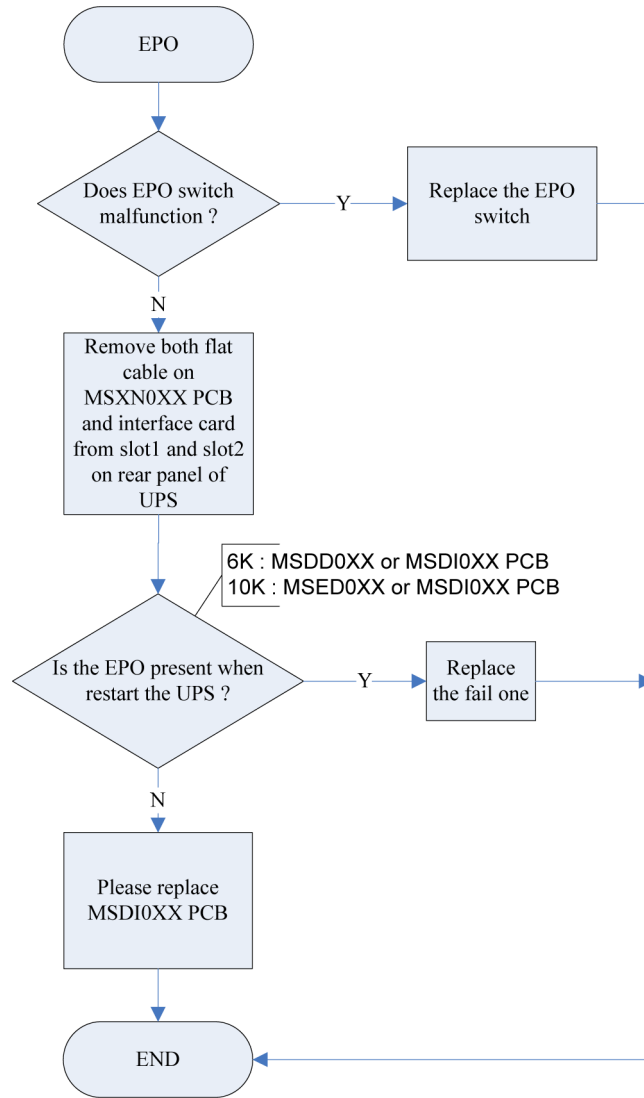 EPO
Does EPO switch
malfunction ?
Y
Replace the EPO
switch
N
Remove both flat
cable on
MSXN0XX PCB
and interface card
from slot1 and slot2
on rear panel of
UPS
6K : MSDD0XX or MSDI0XX PCB
10K : MSED0XX or MSDI0XX PCB
Is the EPO present when
restart the UPS ?
Y
Replace
the fail one
N
Please replace
MSDI0XX PCB
END